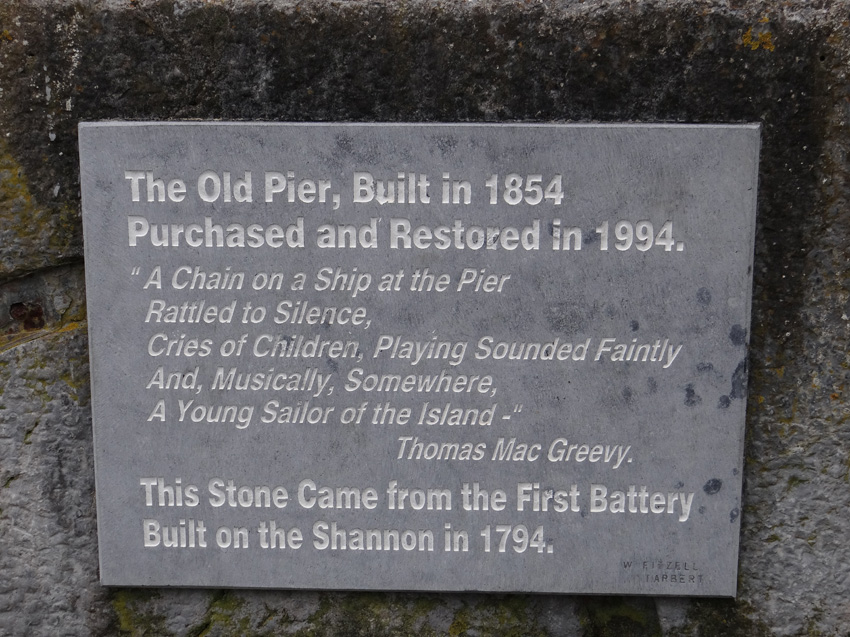 The Old Pier, Built in 1854
Purchased and Restored in 1994.
" A Chain on a Ship at the Pier
Rattled to Silence,
Cries of Children, Playing Sounded Faintly
And, Musically, Somewhere,
A Young Sailor of the Island -"
Thomas Mac Greevy.
This Stone Came from the First Battery
Built on the Shannon in 1794.
W FITZELL
TARBERT